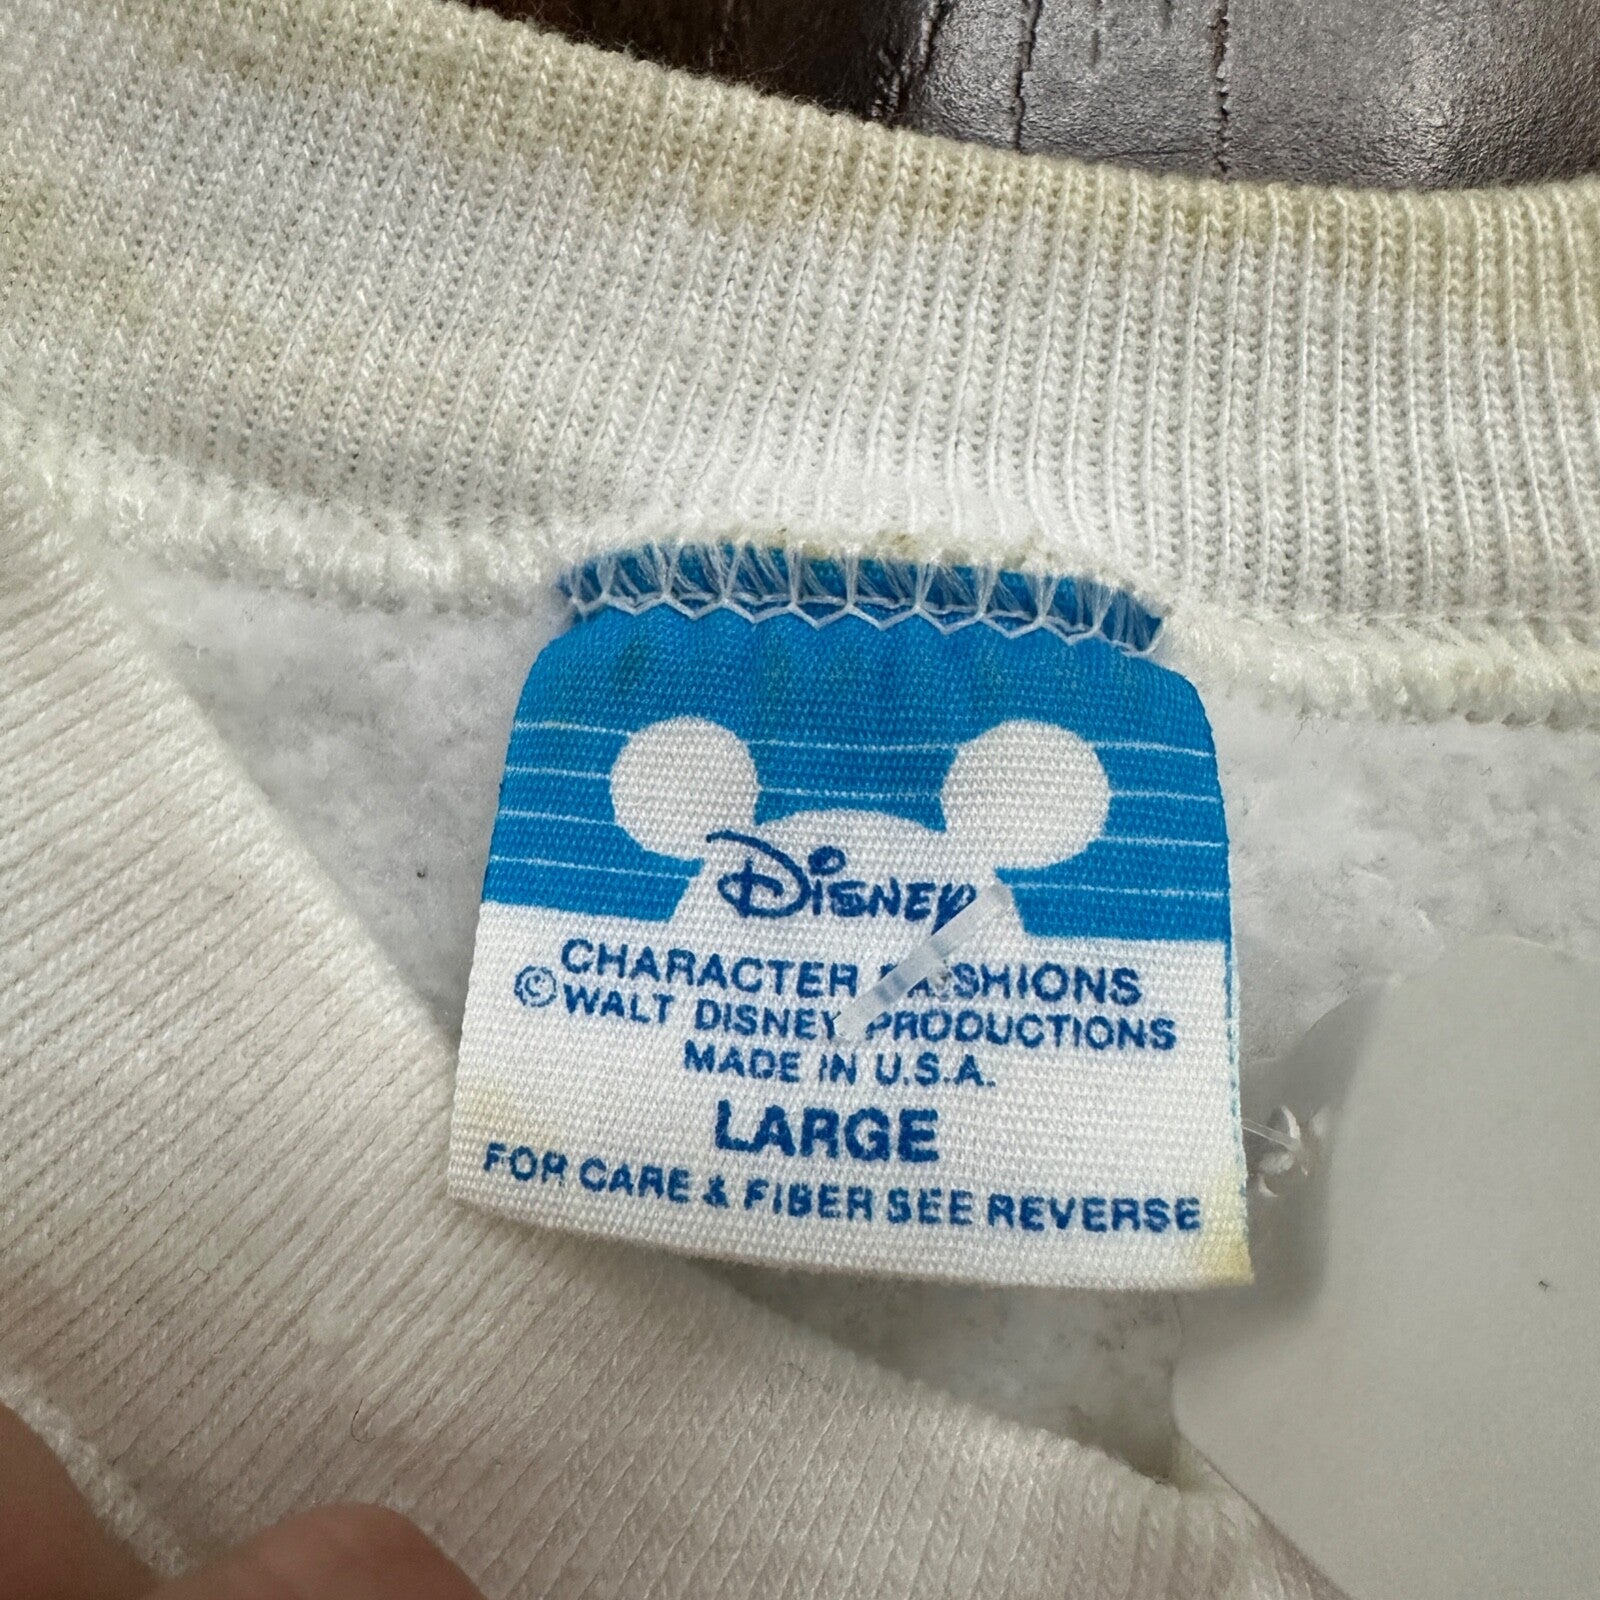 Disney
CHARACTER FASHIONS
© WALT DISNEY PRODUCTIONS
MADE IN U.S.A.
LARGE
FOR CARE & FIBER SEE REVERSE